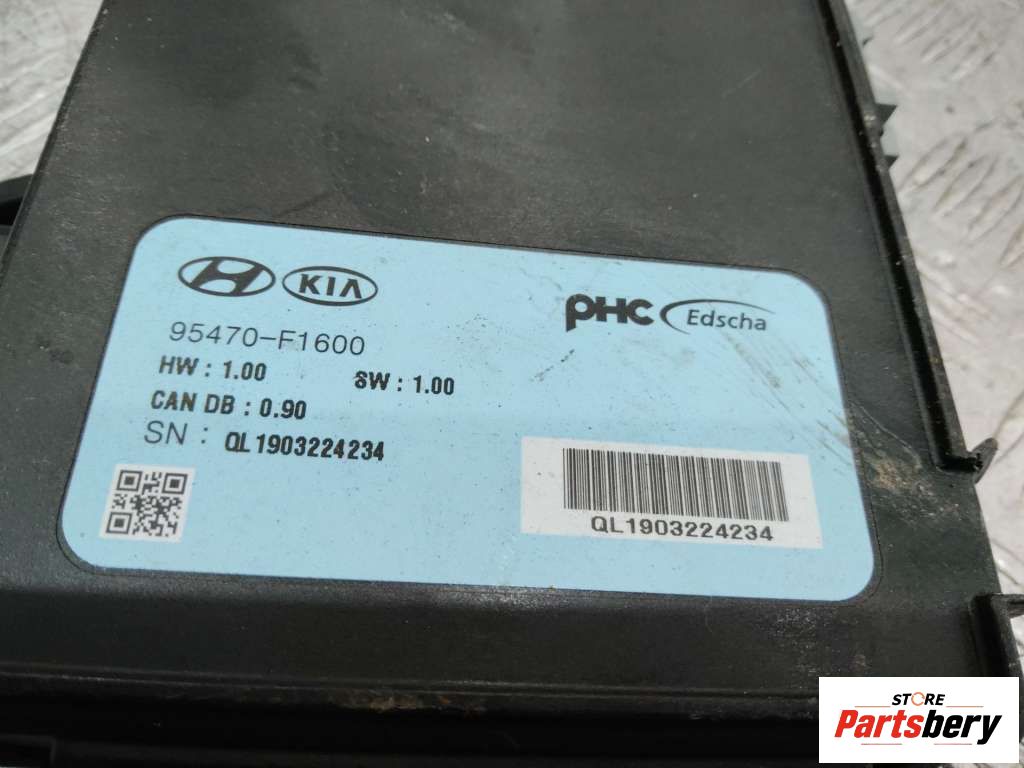 KIA
PHC Edscha
95470-F1600
HW : 1.00 SW : 1.00
CAN DB : 0.90
SN : QL1903224234
QL1903224234
STORE
Partsbery